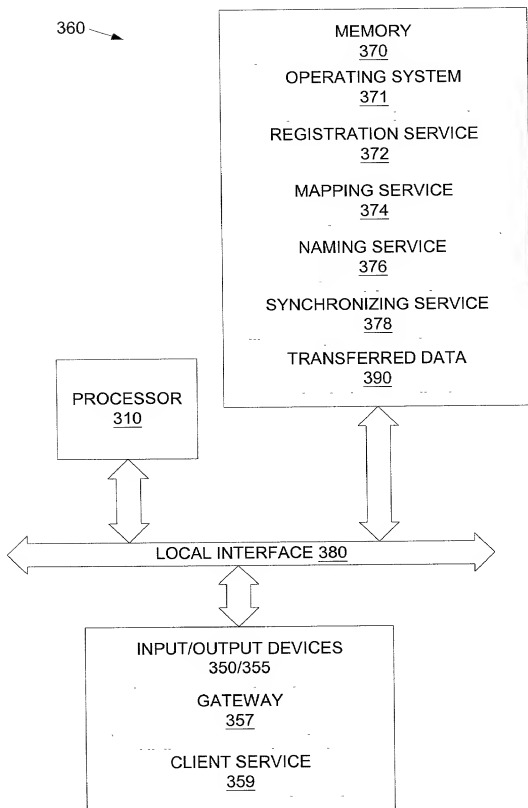 360
MEMORY
370
OPERATING SYSTEM
371
REGISTRATION SERVICE
372
MAPPING SERVICE
374
NAMING SERVICE
376
SYNCHRONIZING SERVICE
378
TRANSFERRED DATA
390
PROCESSOR
310
LOCAL INTERFACE 380
INPUT/OUTPUT DEVICES
350/355
GATEWAY
357
CLIENT SERVICE
359